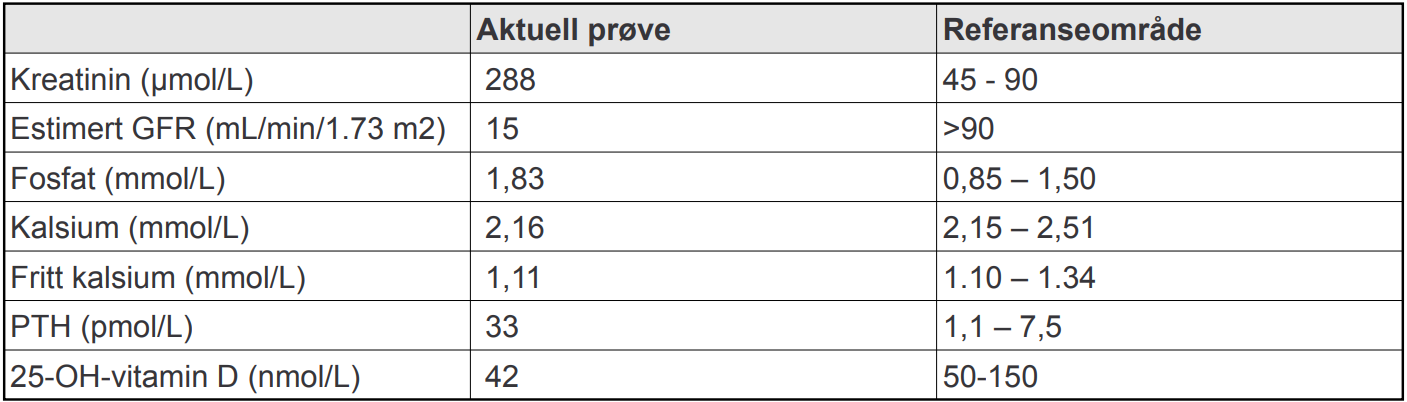 Aktuell prøve Referanseområde
Kreatinin (µmol/L) 288 45 - 90
Estimert GFR (mL/min/1.73 m2) 15 >90
Fosfat (mmol/L) 1,83 0,85 – 1,50
Kalsium (mmol/L) 2,16 2,15 – 2,51
Fritt kalsium (mmol/L) 1,11 1.10 – 1.34
PTH (pmol/L) 33 1,1 – 7,5
25-OH-vitamin D (nmol/L) 42 50-150